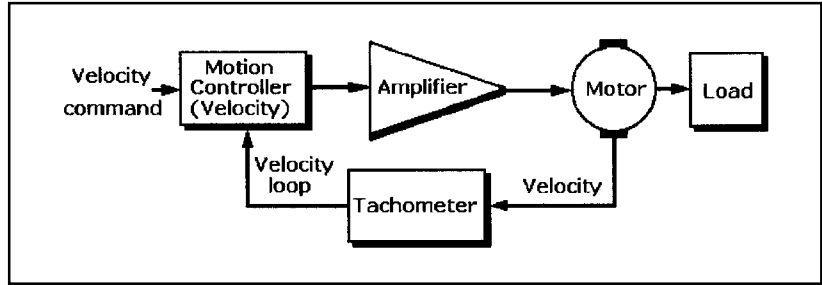 Velocity
command
Motion
Controller
(Velocity)
Amplifier
Motor
Load
Velocity
loop
Tachometer
Velocity